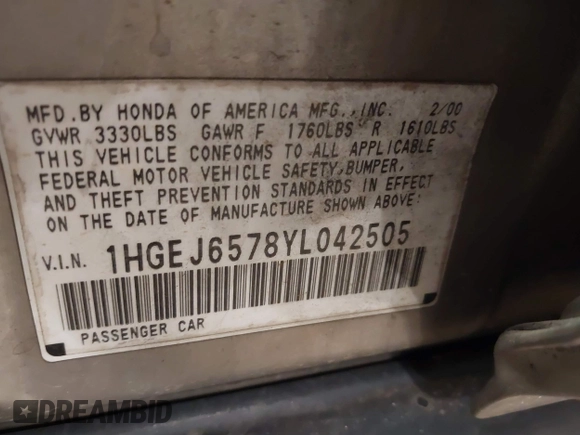 MFD.BY HONDA OF AMERICA MFG., INC. 2/00
GVWR 3330LBS GAWR F 1760LBS R 1610LBS
THIS VEHICLE CONFORMS TO ALL APPLICABLE
FEDERAL MOTOR VEHICLE SAFETY,BUMPER,
AND THEFT PREVENTION STANDARDS IN EFFECT
ON THE DATE OF MANUFACTURE SHOWN ABOVE:
V.I.N. 1HGEJ6578YL042505
PASSENGER CAR
DREAMBID